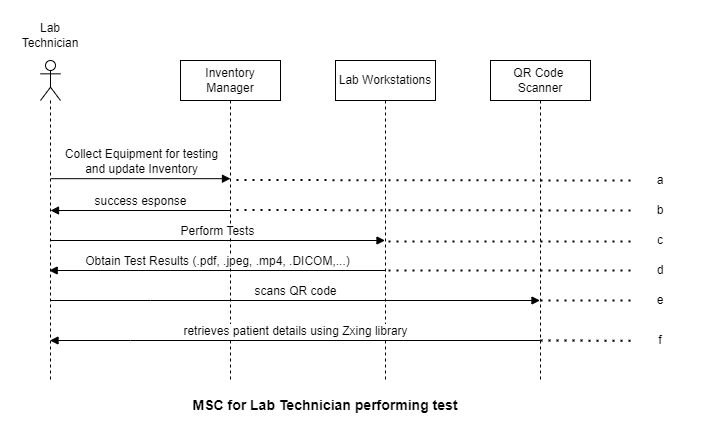 Lab
Technician
Inventory
Manager
Lab Workstations
QR Code
Scanner
Collect Equipment for testing
and update Inventory
a
success esponse
b
Perform Tests
c
Obtain Test Results (.pdf, .jpeg, .mp4, .DICOM,...)
d
scans QR code
e
retrieves patient details using Zxing library
f
MSC for Lab Technician performing test